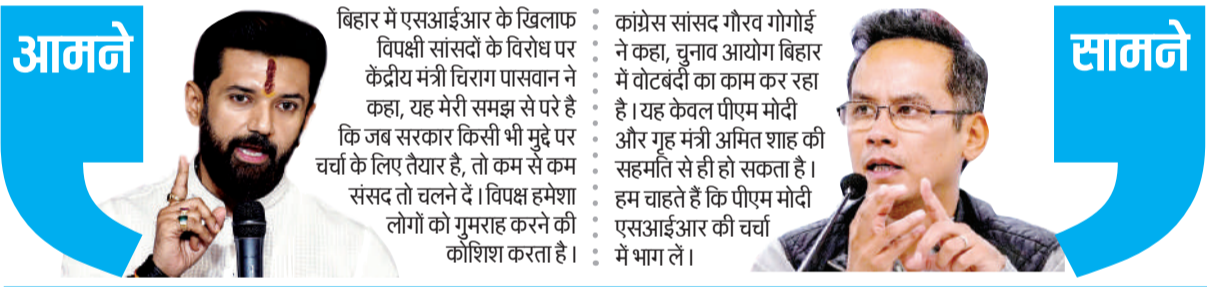 आमने
बिहार में एसआईआर के खिलाफ
विपक्षी सांसदों के विरोध पर
केंद्रीय मंत्री चिराग पासवान ने
कहा, यह मेरी समझ से परे है
कि जब सरकार किसी भी मुद्दे पर
चर्चा के लिए तैयार है, तो कम से कम
संसद तो चलने दें। विपक्ष हमेशा
लोगों को गुमराह करने की
कोशिश करता है।
कांग्रेस सांसद गौरव गोगोई
ने कहा, चुनाव आयोग बिहार
में वोटबंदी का काम कर रहा
है। यह केवल पीएम मोदी
और गृह मंत्री अमित शाह की
सहमति से ही हो सकता है।
हम चाहते हैं कि पीएम मोदी
एसआईआर की चर्चा
में भाग लें।
सामने